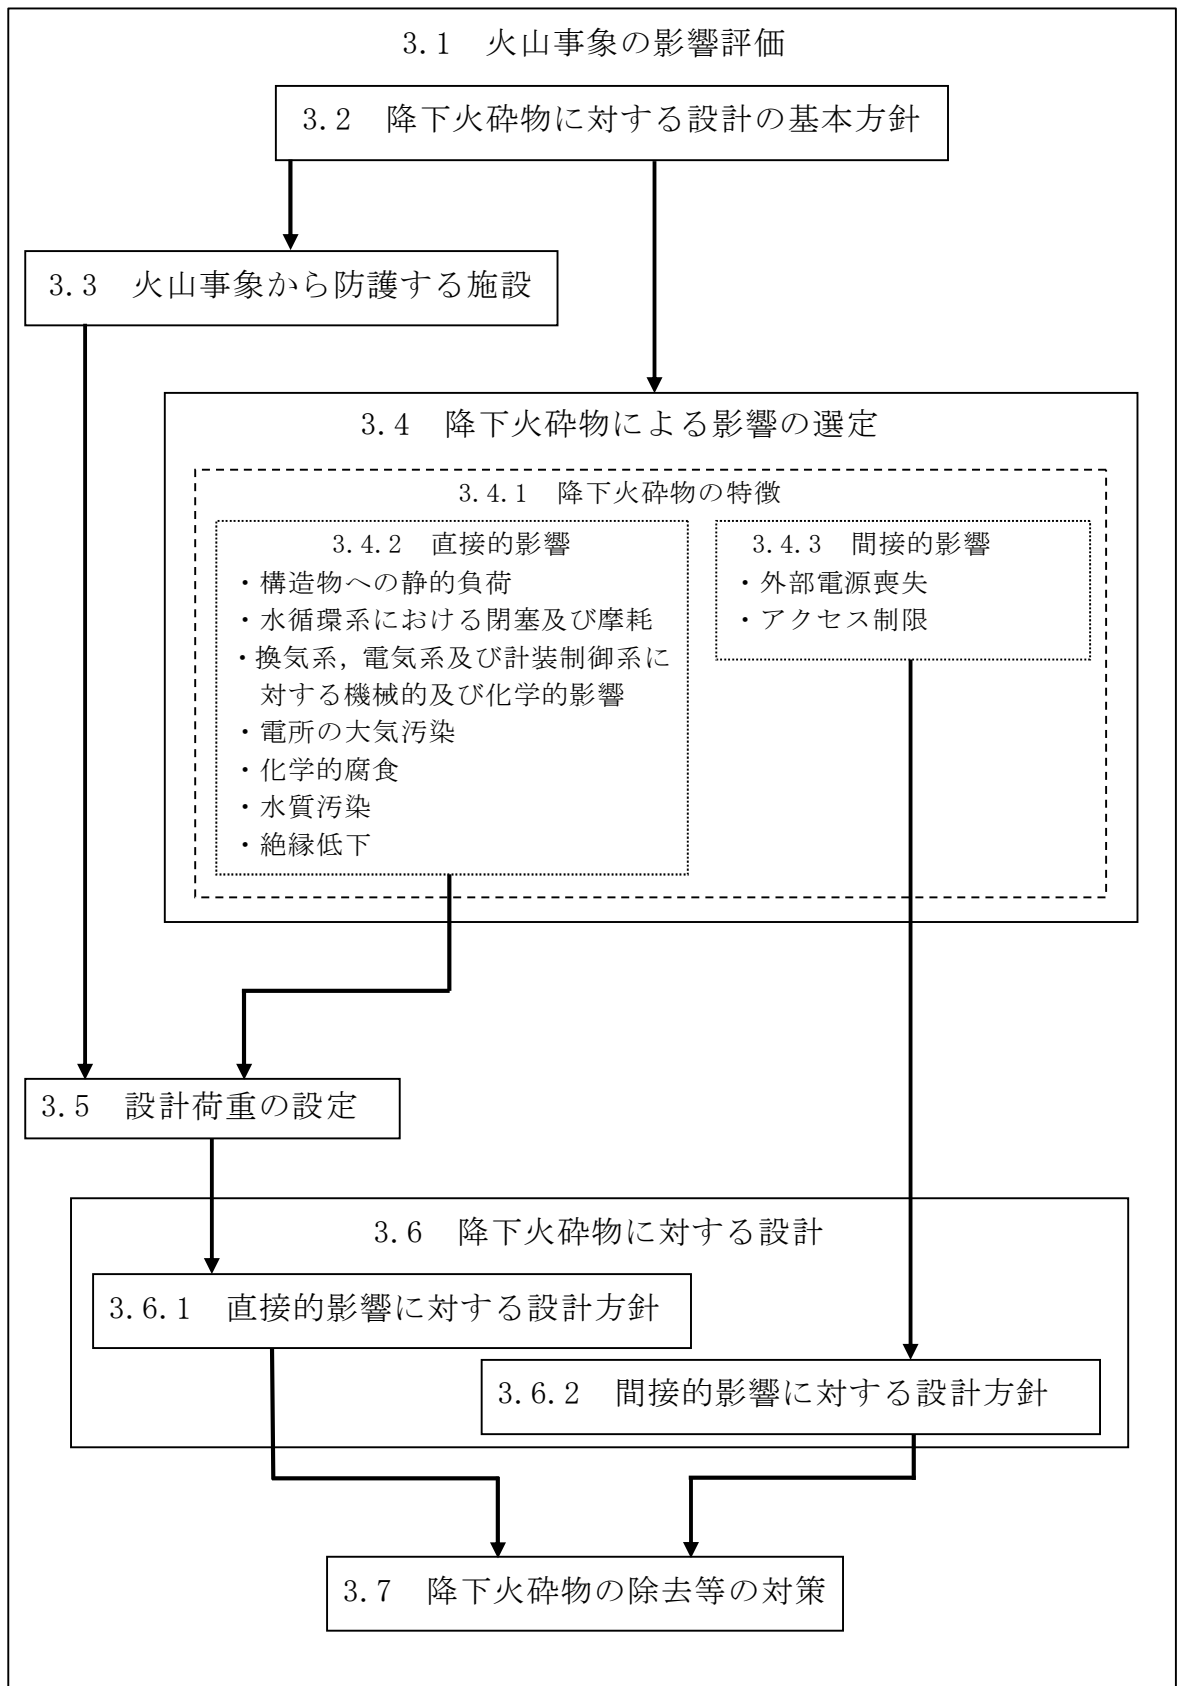 3.1 火山事象の影響評価
3.2 降下火砕物に対する設計の基本方針
3.3 火山事象から防護する施設
3.4 降下火砕物による影響の選定
3.4.1 降下火砕物の特徴
3.4.2 直接的影響
・構造物への静的負荷
・水循環系における閉塞及び摩耗
・換気系, 電気系及び計装制御系に
対する機械的及び化学的影響
・電所の大気汚染
・化学的腐食
・水質汚染
・絶縁低下
3.4.3 間接的影響
・外部電源喪失
・アクセス制限
3.5 設計荷重の設定
3.6 降下火砕物に対する設計
3.6.1 直接的影響に対する設計方針
3.6.2 間接的影響に対する設計方針
3.7 降下火砕物の除去等の対策